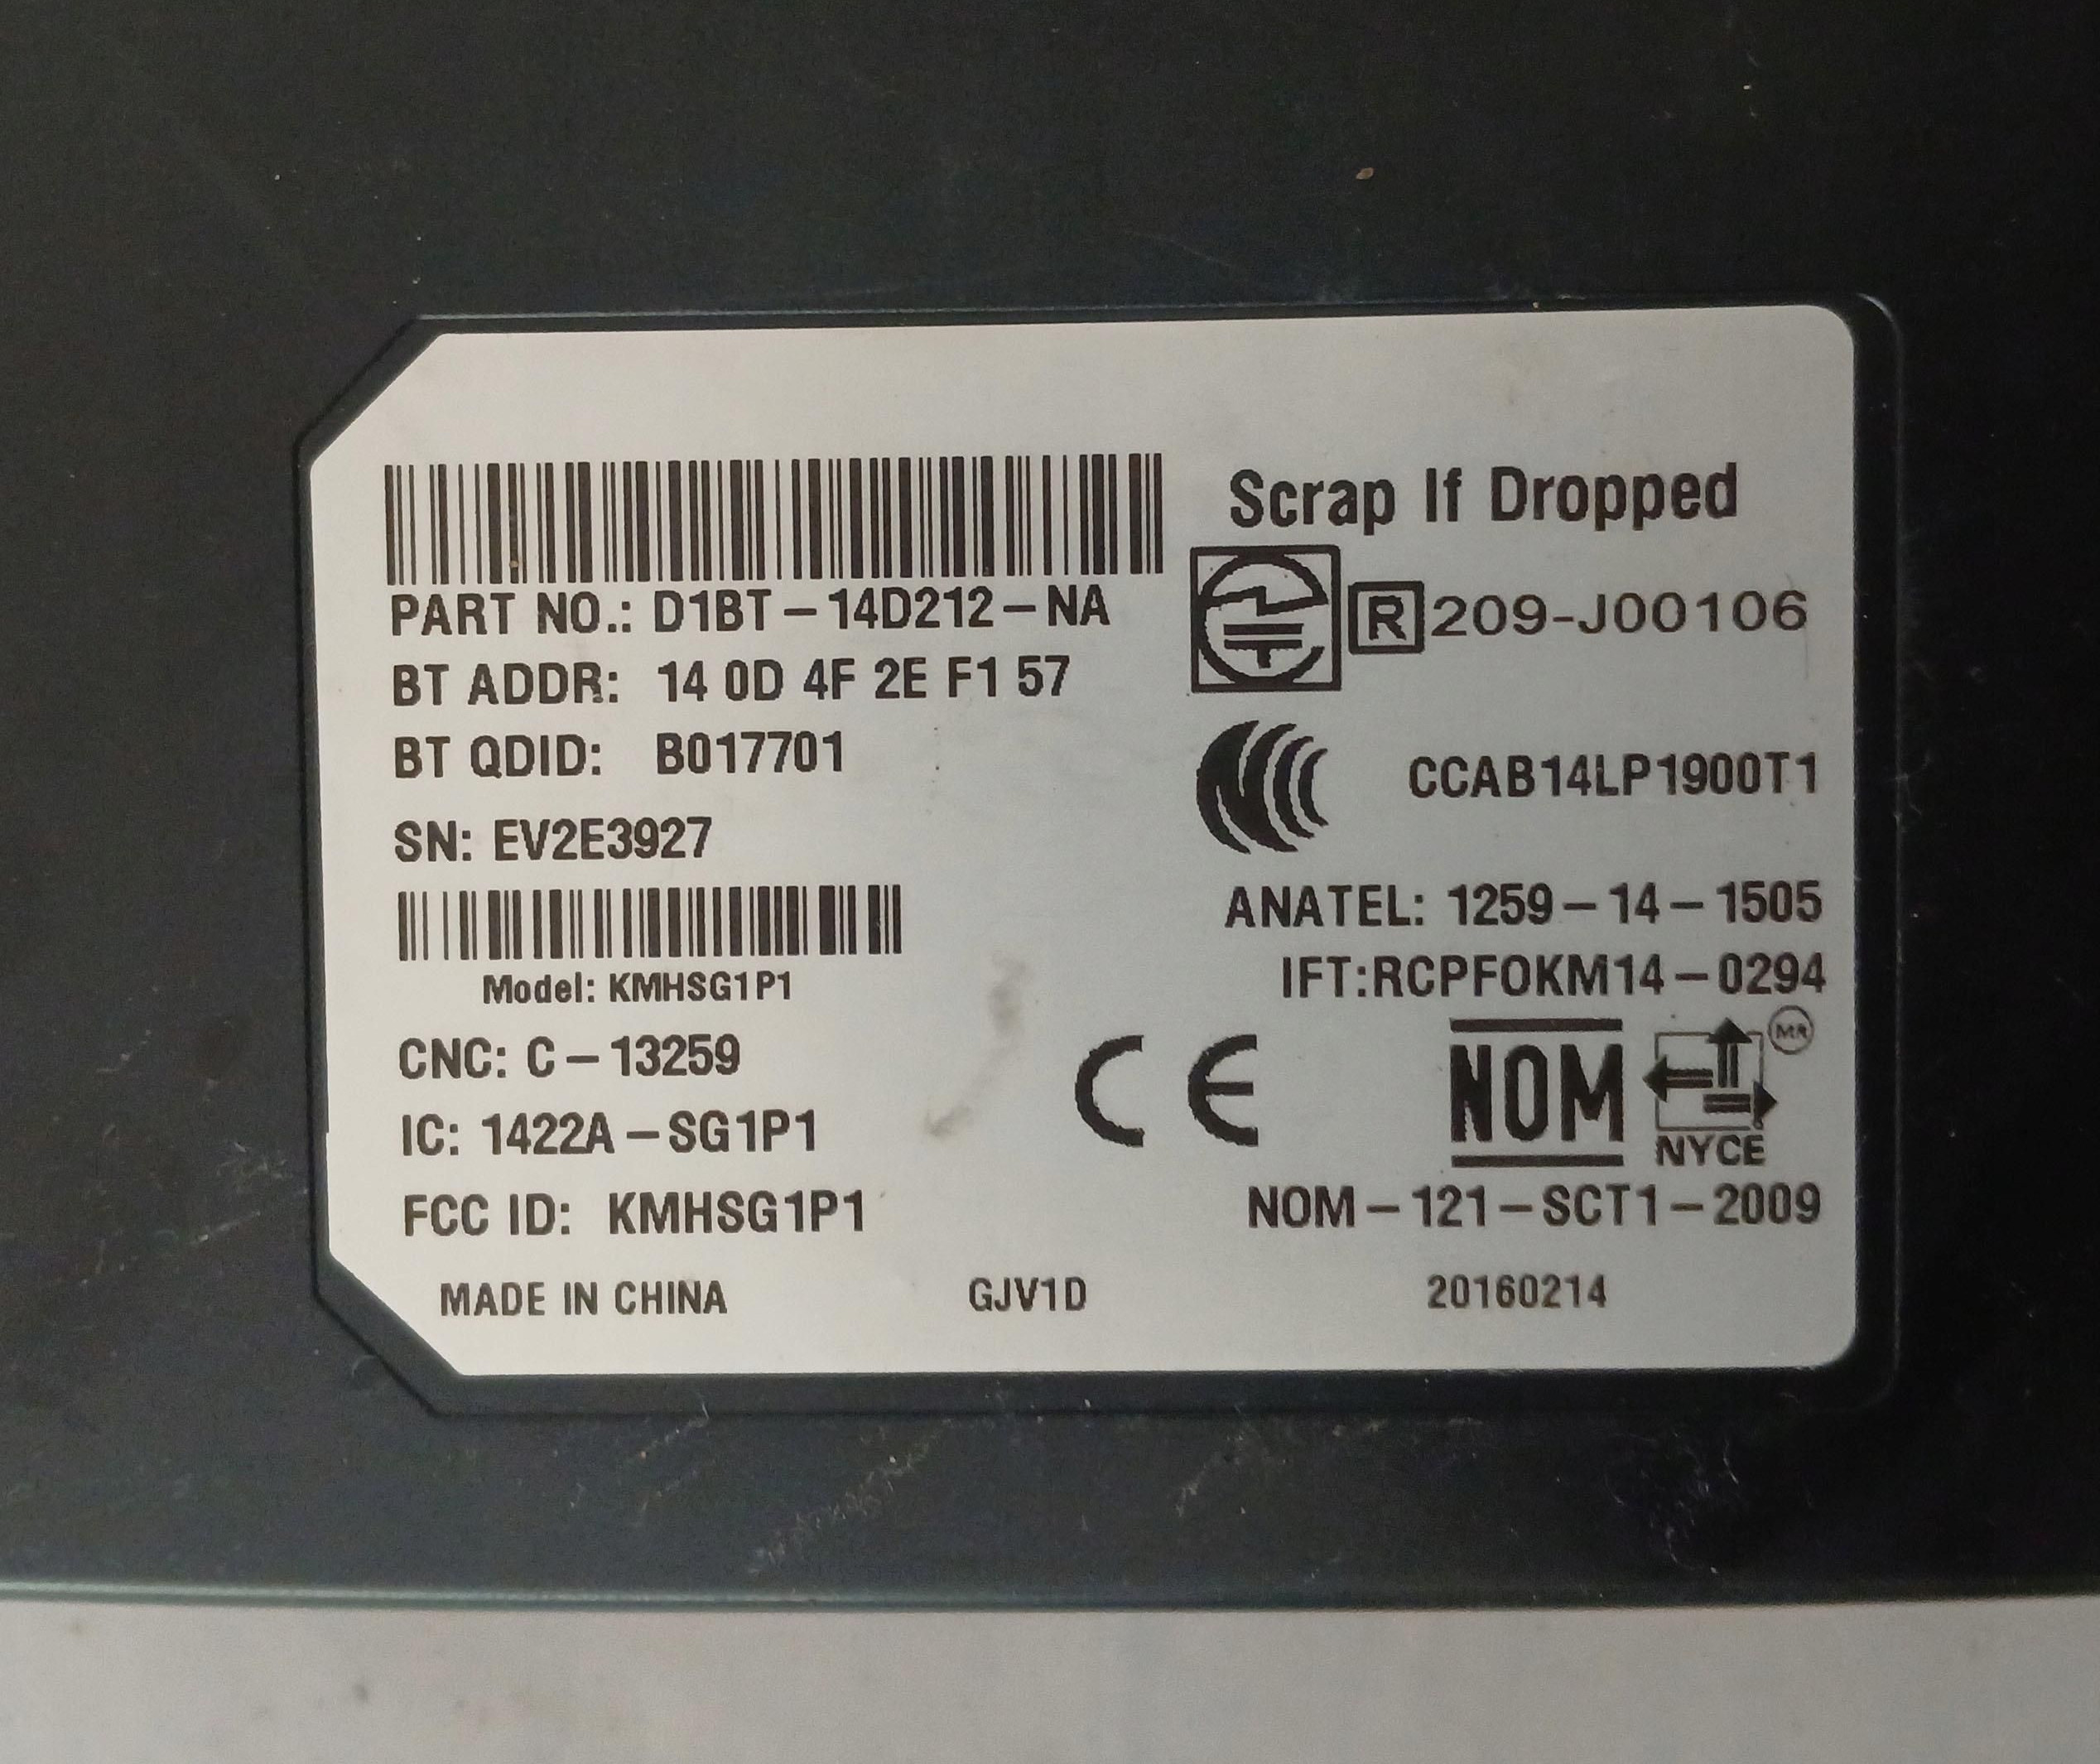 Scrap If Dropped
PART NO.: D1BT-14D212-NA
R 209-J00106
BT ADDR: 14 0D 4F 2E F1 57
BT QDID: B017701
CCAB14LP1900T1
SN: EV2E3927
ANATEL: 1259-14-1505
Model: KMHSG1P1
IFT:RCPFOKM14-0294
CNC: C-13259
CE
NOM
MR
NYCE
IC: 1422A-SG1P1
FCC ID: KMHSG1P1
NOM-121-SCT1-2009
MADE IN CHINA
GJV1D
20160214